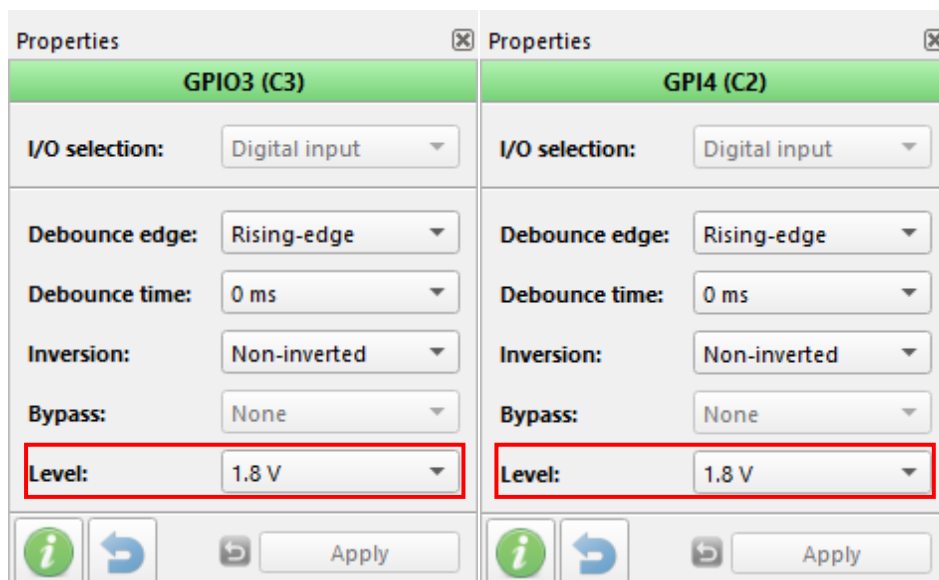 Properties
GPIO3 (C3)
I/O selection: Digital input
Debounce edge: Rising-edge
Debounce time: 0 ms
Inversion: Non-inverted
Bypass: None
Level: 1.8 V
Apply
Properties
GPI4 (C2)
I/O selection: Digital input
Debounce edge: Rising-edge
Debounce time: 0 ms
Inversion: Non-inverted
Bypass: None
Level: 1.8 V
Apply